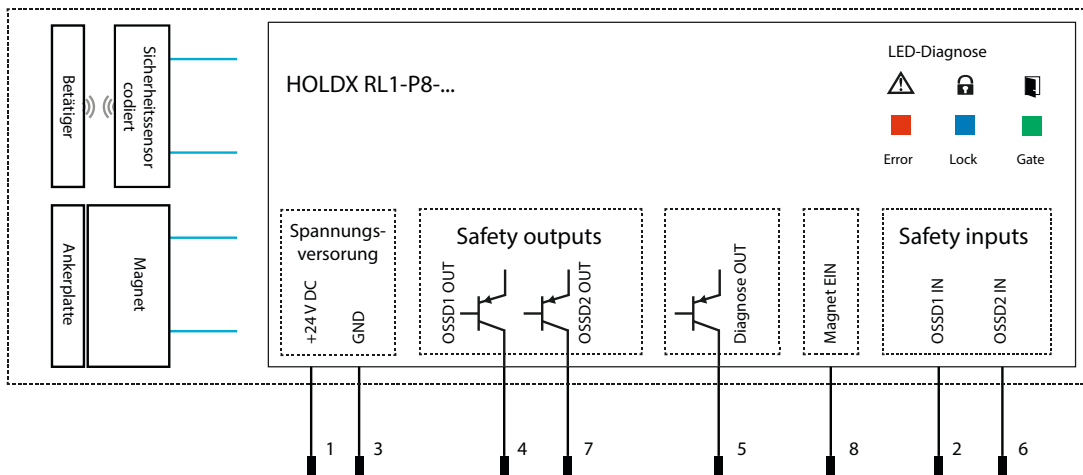 Betätiger
Sicherheitssensor
codiert
Ankerplatte
Magnet
HOLDX RL1-P8-...
LED-Diagnose
Error
Lock
Gate
Spannungs-
versorung
+24V DC
GND
Safety outputs
OSSD1 OUT
OSSD2 OUT
Diagnose OUT
Magnet EIN
Safety inputs
OSSD1 IN
OSSD2 IN
1
3
4
7
5
8
2
6